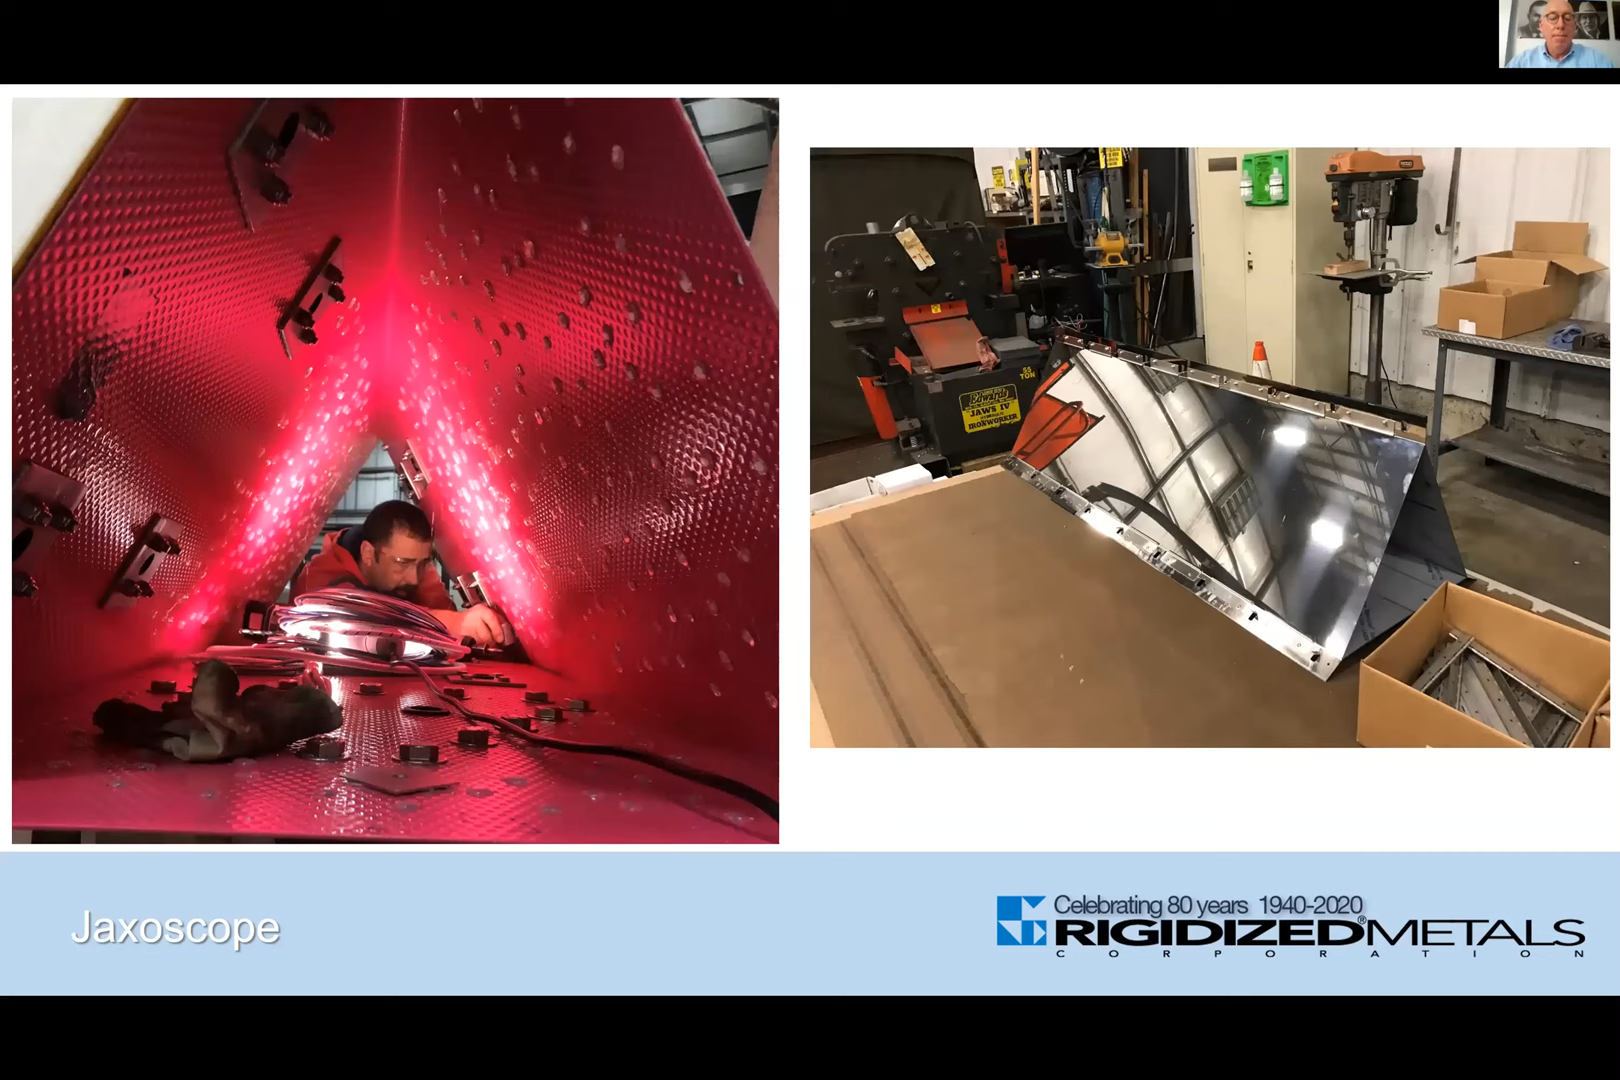 55
TON
Edwards
JAWS IV
IRONWORKER
Jaxoscope
Celebrating 80 years 1940-2020
RIGIDIZED® METALS
CORPORATION